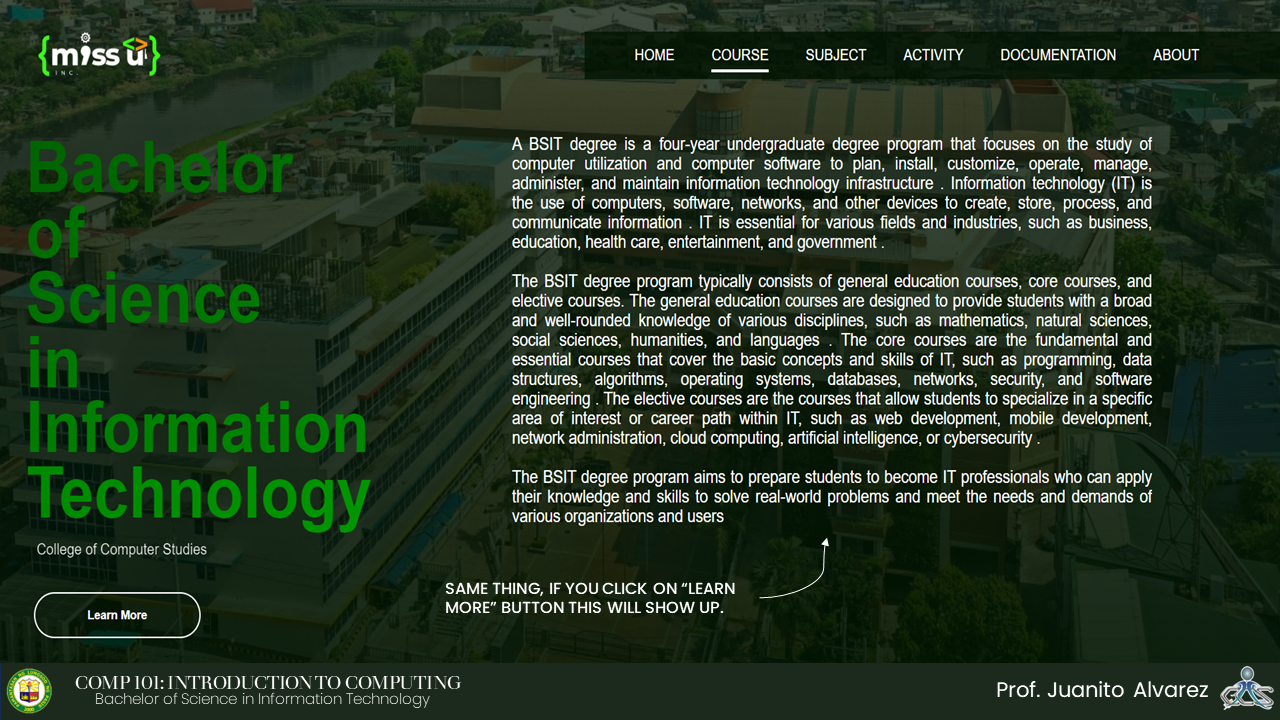 {miss u}
INC.
HOME COURSE SUBJECT ACTIVITY DOCUMENTATION ABOUT
Bachelor
of
Science
in
Information
Technology
College of Computer Studies
Learn More
A BSIT degree is a four-year undergraduate degree program that focuses on the study of
computer utilization and computer software to plan, install, customize, operate, manage,
administer, and maintain information technology infrastructure . Information technology (IT) is
the use of computers, software, networks, and other devices to create, store, process, and
communicate information . IT is essential for various fields and industries, such as business,
education, health care, entertainment, and government .
The BSIT degree program typically consists of general education courses, core courses, and
elective courses. The general education courses are designed to provide students with a broad
and well-rounded knowledge of various disciplines, such as mathematics, natural sciences,
social sciences, humanities, and languages . The core courses are the fundamental and
essential courses that cover the basic concepts and skills of IT, such as programming, data
structures, algorithms, operating systems, databases, networks, security, and software
engineering . The elective courses are the courses that allow students to specialize in a specific
area of interest or career path within IT, such as web development, mobile development,
network administration, cloud computing, artificial intelligence, or cybersecurity .
The BSIT degree program aims to prepare students to become IT professionals who can apply
their knowledge and skills to solve real-world problems and meet the needs and demands of
various organizations and users
SAME THING, IF YOU CLICK ON “LEARN
MORE” BUTTON THIS WILL SHOW UP.
COMP 101: INTRODUCTION TO COMPUTING
Bachelor of Science in Information Technology
Prof. Juanito Alvarez